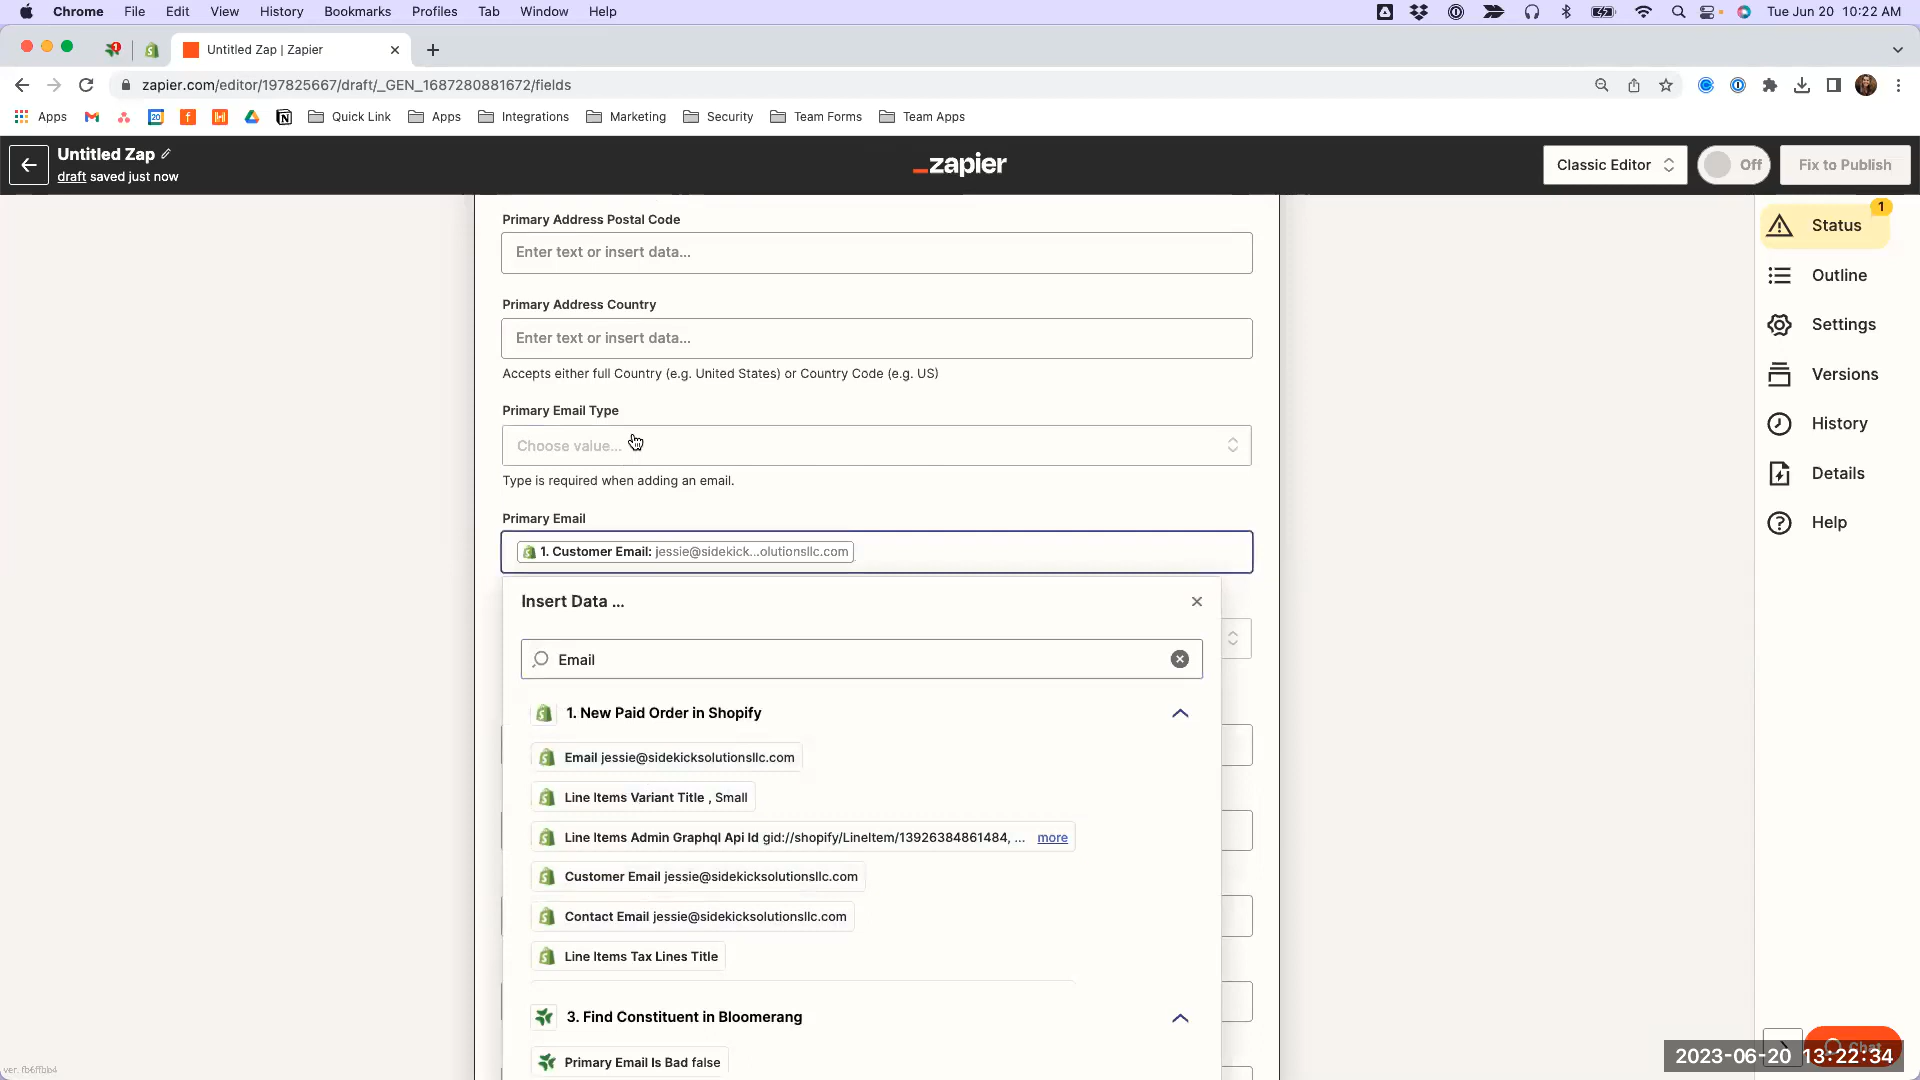 Chrome File Edit View History Bookmarks Profiles Tab Window Help
Tue Jun 20 10:22 AM
1
Untitled Zap | Zapier
zapier.com/editor/197825667/draft/_GEN_1687280881672/fields
Apps
20
Quick Link
Apps
Integrations
Marketing
Security
Team Forms
Team Apps
Untitled Zap
draft saved just now
zapier
Classic Editor
Off
Fix to Publish
Primary Address Postal Code
Enter text or insert data...
Primary Address Country
Enter text or insert data...
Accepts either full Country (e.g. United States) or Country Code (e.g. US)
Primary Email Type
Choose value...
Type is required when adding an email.
Primary Email
1. Customer Email: jessie@sidekick...olutionsllc.com
Insert Data ...
Email
1. New Paid Order in Shopify
Email jessie@sidekicksolutionsllc.com
Line Items Variant Title , Small
Line Items Admin Graphql Api Id gid://shopify/LineItem/13926384861484, ... more
Customer Email jessie@sidekicksolutionsllc.com
Contact Email jessie@sidekicksolutionsllc.com
Line Items Tax Lines Title
3. Find Constituent in Bloomerang
Primary Email Is Bad false
1
Status
Outline
Settings
Versions
History
Details
Help
Chat
2023-06-20 13:22:34
ver. fb6ffbb4